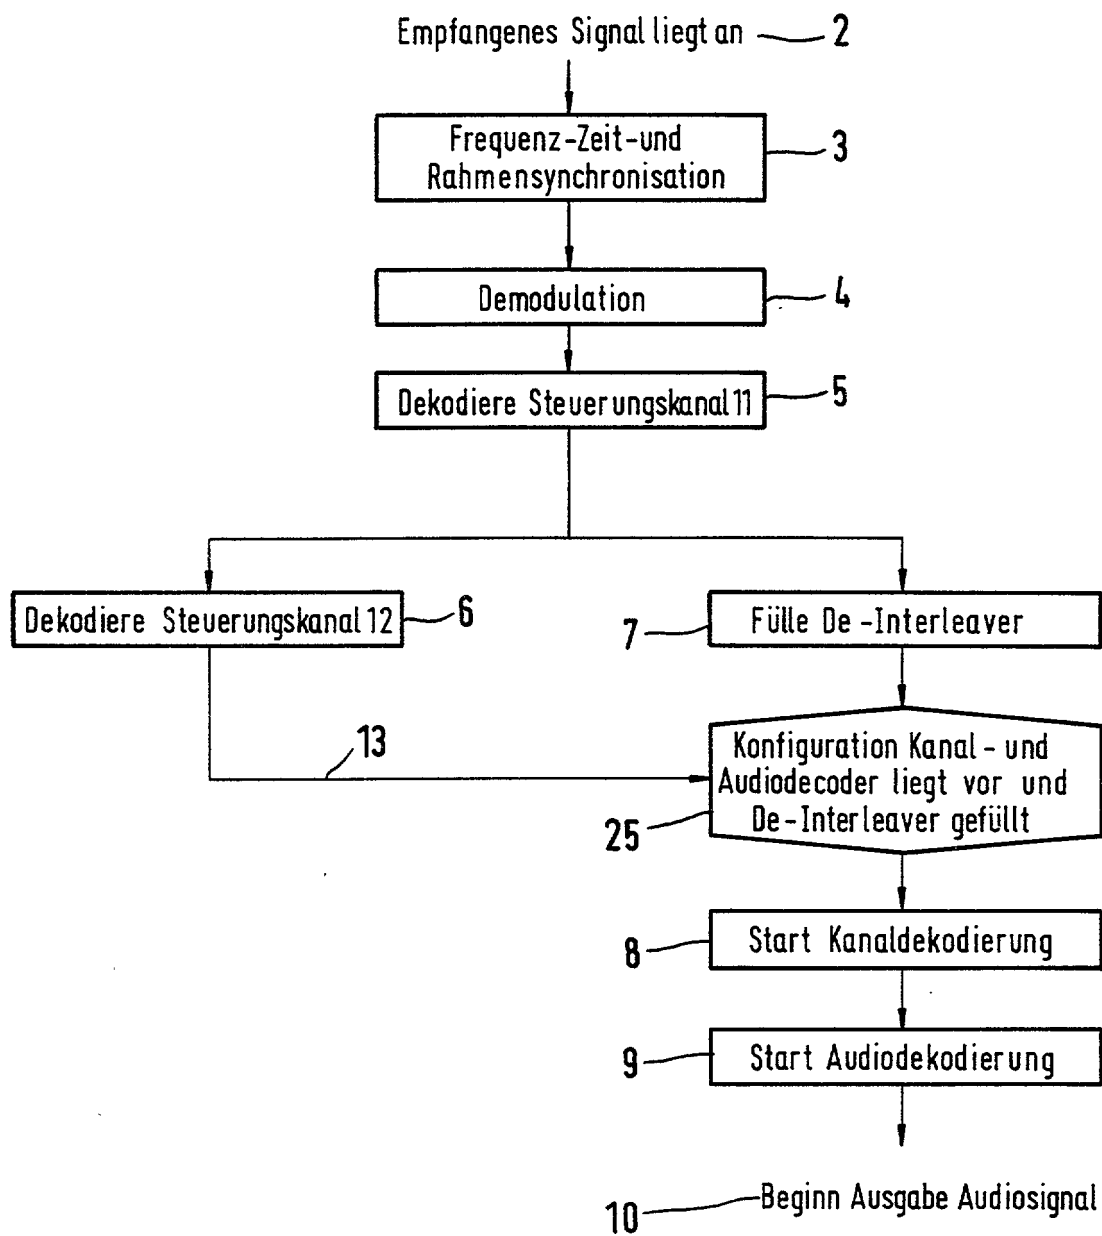 Empfangenes Signal liegt an 2
Frequenz-Zeit-und
Rahmensynchronisation
3
Demodulation 4
Dekodiere Steuerungskanal 11 5
Dekodiere Steuerungskanal 12 6
7 Fülle De-Interleaver
13
Konfiguration Kanal- und
Audiodecoder liegt vor und
De-Interleaver gefüllt
25
8 Start Kanaldekodierung
9 Start Audiodekodierung
10 Beginn Ausgabe Audiosignal